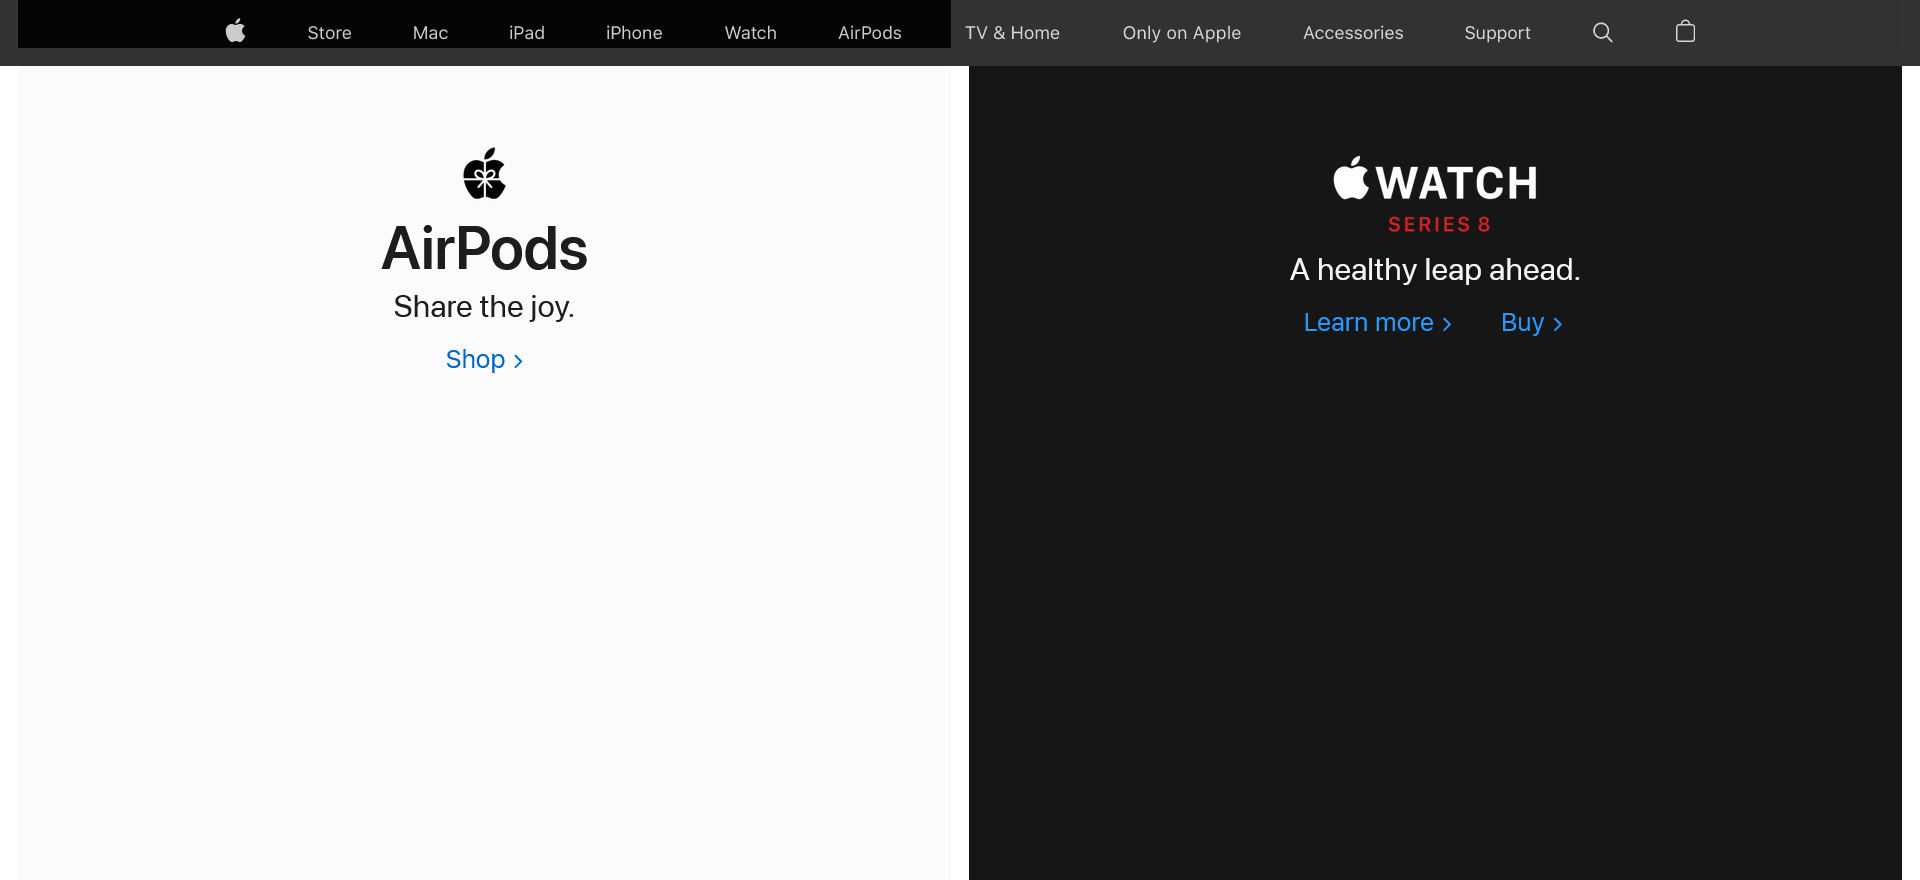 Store Mac iPad iPhone Watch AirPods TV & Home Only on Apple Accessories Support
AirPods
Share the joy.
Shop
WATCH
SERIES 8
A healthy leap ahead.
Learn more Buy